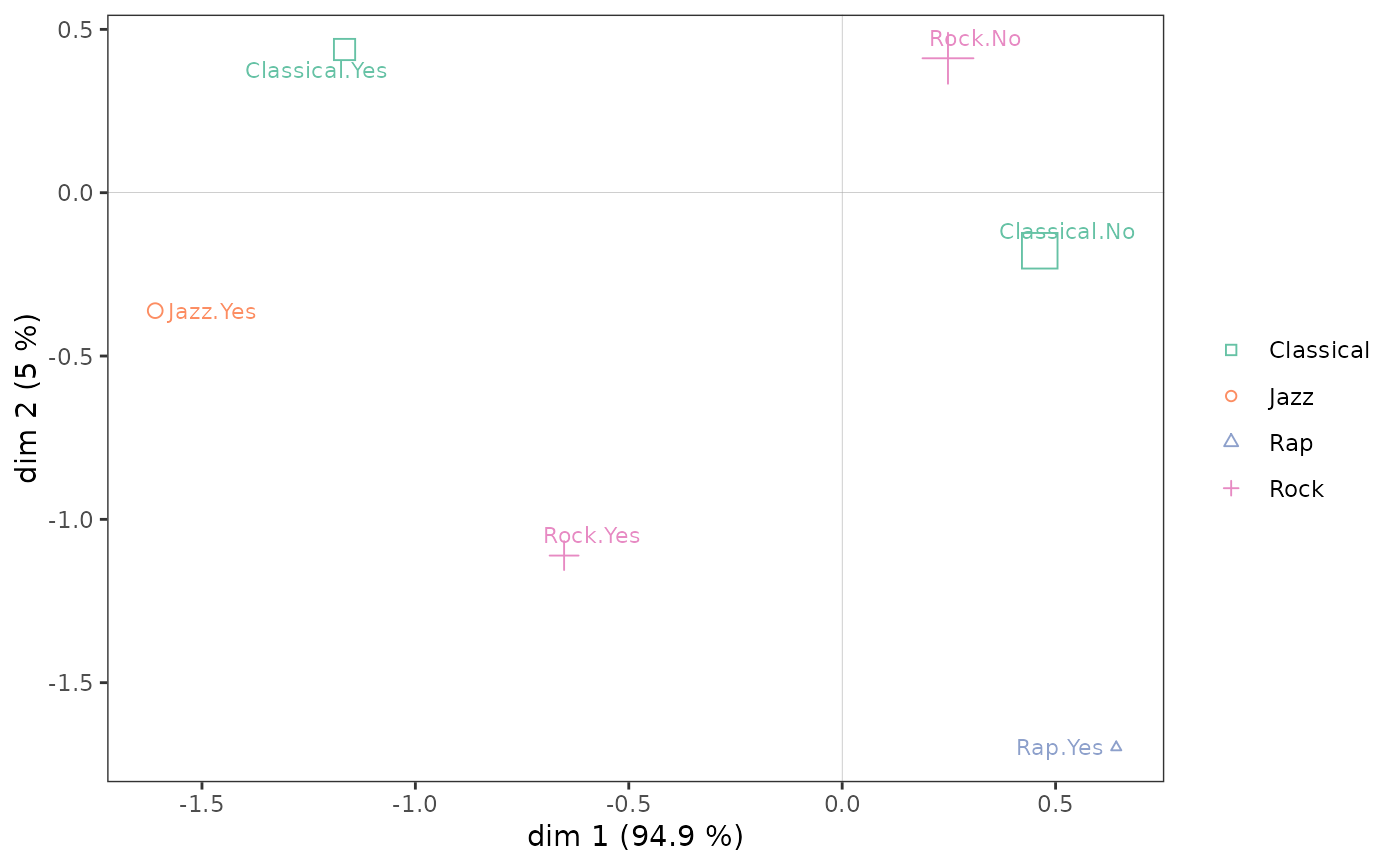 0.5
0.0
-0.5
-1.0
-1.5
dim 2 (5 %)
Rock.No
Classical.Yes
Classical.No
Jazz.Yes
Rock.Yes
Rap.Yes
-1.5 -1.0 -0.5 0.0 0.5
dim 1 (94.9 %)
Classical
Jazz
Rap
Rock